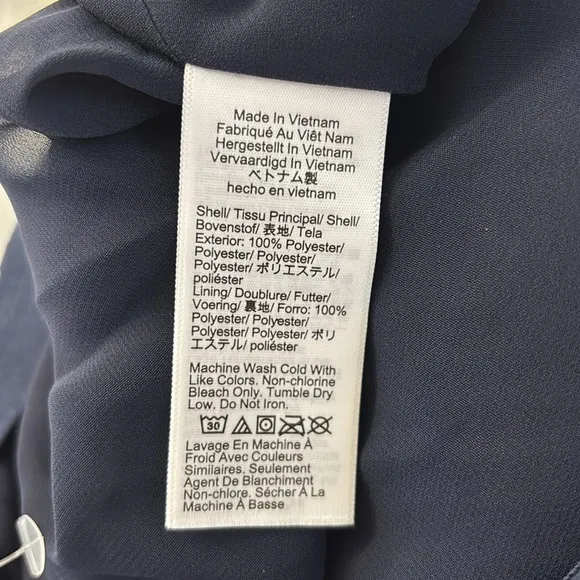 Made In Vietnam
Fabriqué Au Viêt Nam
Hergestellt In Vietnam
Vervaardigd In Vietnam
ベトナム製
hecho en vietnam
Shell/ Tissu Principal/ Shell/
Bovenstof/ 表地/ Tela
Exterior: 100% Polyester/
Polyester/ Polyester/
Polyester/ ポリエステル/
poliéster
Lining/ Doublure/ Futter/
Voering/ 裏地/ Forro: 100%
Polyester/ Polyester/
Polyester/ Polyester/ ポリ
エステル/ poliéster
Machine Wash Cold With
Like Colors. Non-chlorine
Bleach Only. Tumble Dry
Low. Do Not Iron.
30
Lavage En Machine À
Froid Avec Couleurs
Similaires. Seulement
Agent De Blanchiment
Non-chlore. Sécher À La
Machine À Basse